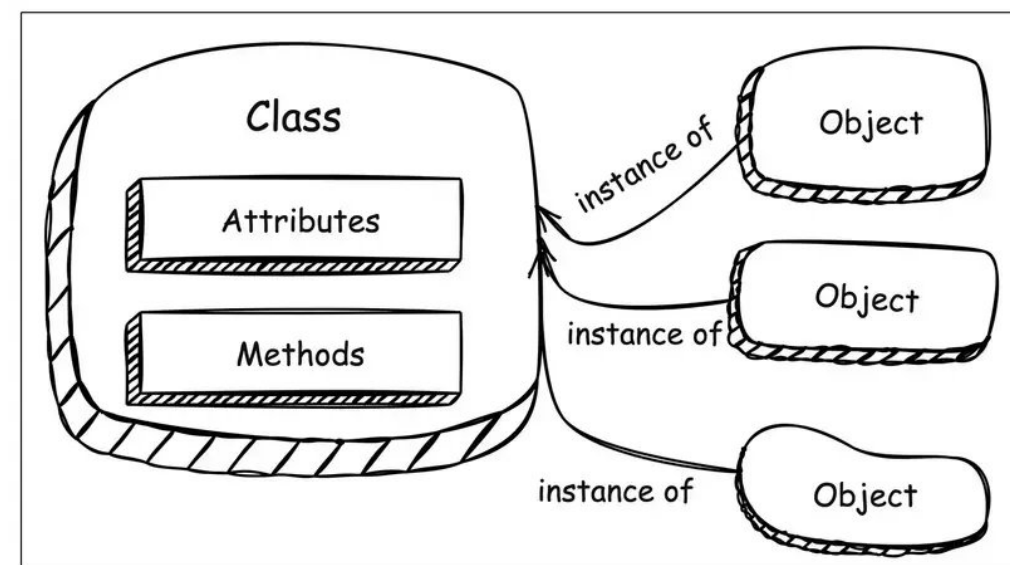 Class
Attributes
Methods
instance of
Object
instance of
Object
instance of
Object